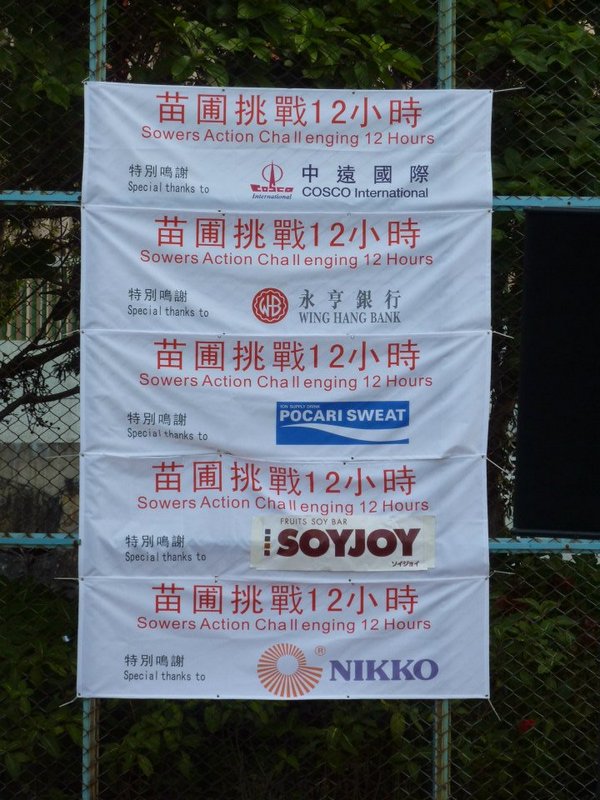 苗圃挑戰12小時
Sowers Action Challenging 12 Hours
特別鳴謝
Special thanks to
COSCO
International
中遠國際
COSCO International
苗圃挑戰12小時
Sowers Action Challenging 12 Hours
特別鳴謝
Special thanks to
WHB
永亨銀行
WING HANG BANK
苗圃挑戰12小時
Sowers Action Challenging 12 Hours
特別鳴謝
Special thanks to
ION SUPPLY DRINK
POCARI SWEAT
苗圃挑戰12小時
Sowers Action Challenging 12 Hours
特別鳴謝
Special thanks to
FRUITS SOY BAR
SOYJOY
ソイジョイ
苗圃挑戰12小時
Sowers Action Challenging 12 Hours
特別鳴謝
Special thanks to
®
NIKKO